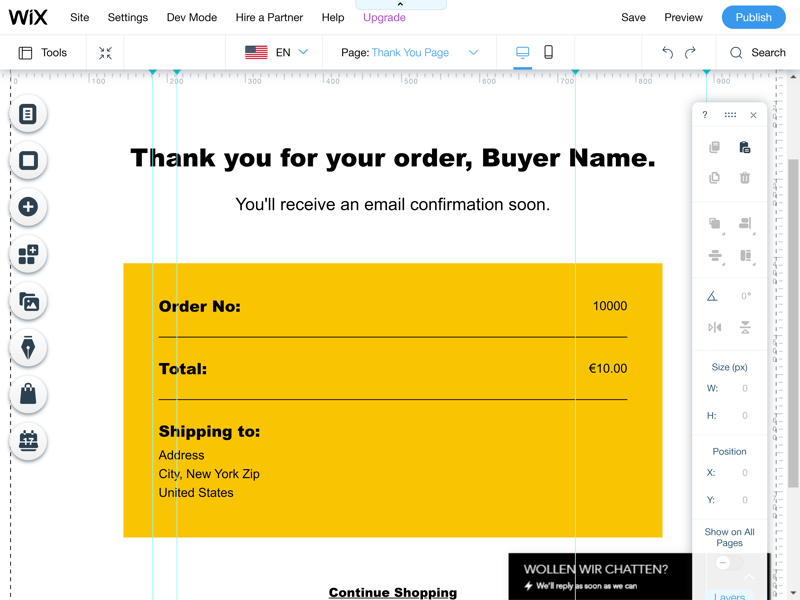 WiX Site Settings Dev Mode Hire a Partner Help Upgrade Save Preview Publish
Tools EN Page: Thank You Page Search
0 100 200 300 400 500 600 700 800 900
?
Thank you for your order, Buyer Name.
You'll receive an email confirmation soon.
Order No: 10000
Total: €10.00
Shipping to:
Address
City, New York Zip
United States
Continue Shopping
17
0°
Size (px)
W: 0
H: 0
Position
X: 0
Y: 0
Show on All
Pages
Layers
WOLLEN WIR CHATTEN?
We'll reply as soon as we can